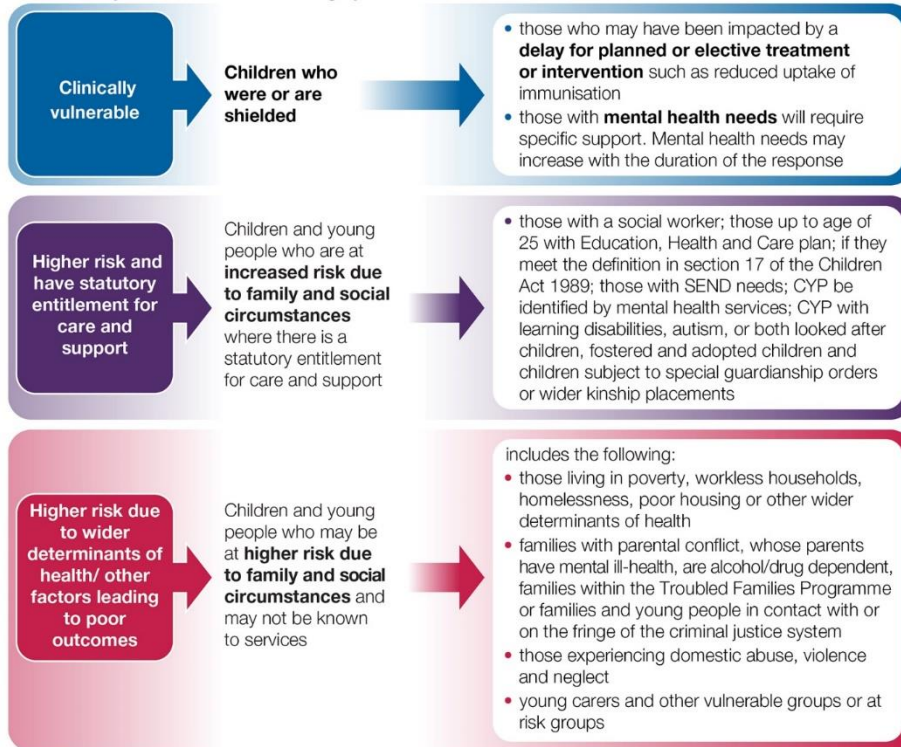 Clinically
vulnerable
Children who
were or are
shielded
• those who may have been impacted by a
delay for planned or elective treatment
or intervention such as reduced uptake of
immunisation
• those with mental health needs will require
specific support. Mental health needs may
increase with the duration of the response
Higher risk and
have statutory
entitlement for
care and
support
Children and young
people who are at
increased risk due
to family and social
circumstances
where there is a
statutory entitlement
for care and support
• those with a social worker; those up to age of
25 with Education, Health and Care plan; if they
meet the definition in section 17 of the Children
Act 1989; those with SEND needs; CYP be
identified by mental health services; CYP with
learning disabilities, autism, or both looked after
children, fostered and adopted children and
children subject to special guardianship orders
or wider kinship placements
Higher risk due
to wider
determinants of
health/ other
factors leading
to poor
outcomes
Children and young
people who may be
at higher risk due
to family and social
circumstances and
may not be known
to services
includes the following:
• those living in poverty, workless households,
homelessness, poor housing or other wider
determinants of health
• families with parental conflict, whose parents
have mental ill-health, are alcohol/drug dependent,
families within the Troubled Families Programme
or families and young people in contact with or
on the fringe of the criminal justice system
• those experiencing domestic abuse, violence
and neglect
• young carers and other vulnerable groups or at
risk groups